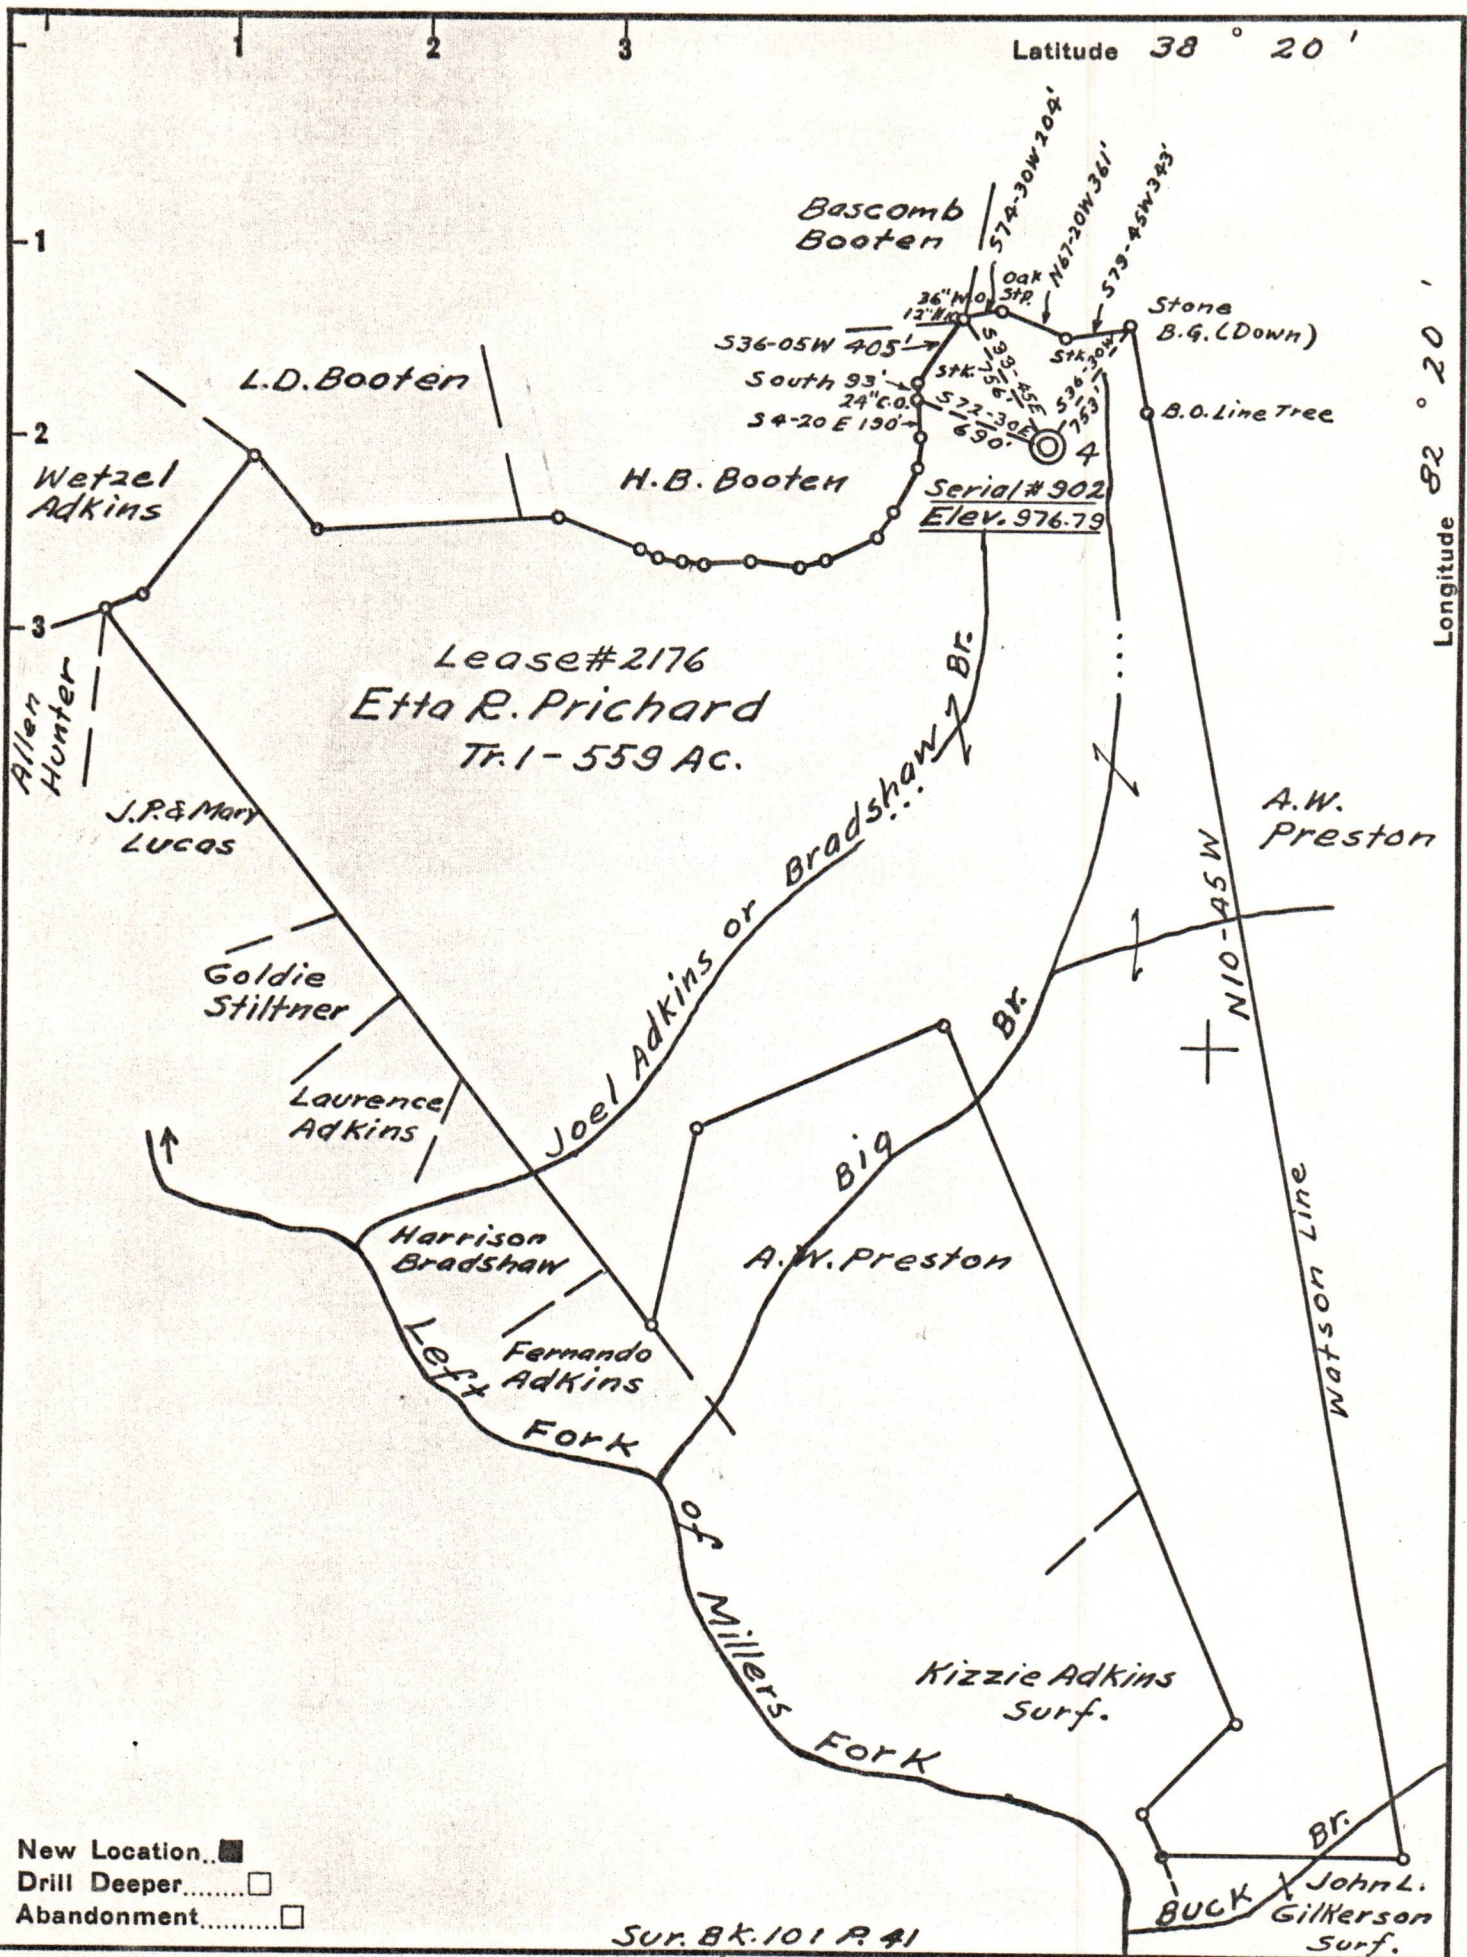 1 2 3
Latitude 38° 20'
-1
-2
-3
Longitude 82° 20'
Bascomb
Booten
S74-30W 204'
N67-20W 361'
S79-45W 343'
Oak
Stp.
36" W.O.
Stone
B.G. (Down)
Stk.
S36-05W 405'
Stk.
South 93'
24" C.O.
S4-20 E 190'
S72-30E
690'
S36-30W
753'
B.O. Line Tree
4
Serial # 902
Elev. 976.79
L.D. Booten
H.B. Booten
Wetzel
Adkins
Allen
Hunter
Lease #2176
Etta R. Prichard
Tr. 1 - 559 Ac.
J.P. & Mary
Lucas
Goldie
Stiltner
Laurence
Adkins
Joel Adkins or Bradshaw Br.
A.W.
Preston
N10-45W
Watson Line
Big Br.
Harrison
Bradshaw
A.W. Preston
Fernando
Adkins
Left Fork of Millers Fork
Kizzie Adkins
Surf.
Buck Br.
John L.
Gilkerson
Surf.
New Location..
Drill Deeper........
Abandonment..........
Sur. Bk. 101 P. 41